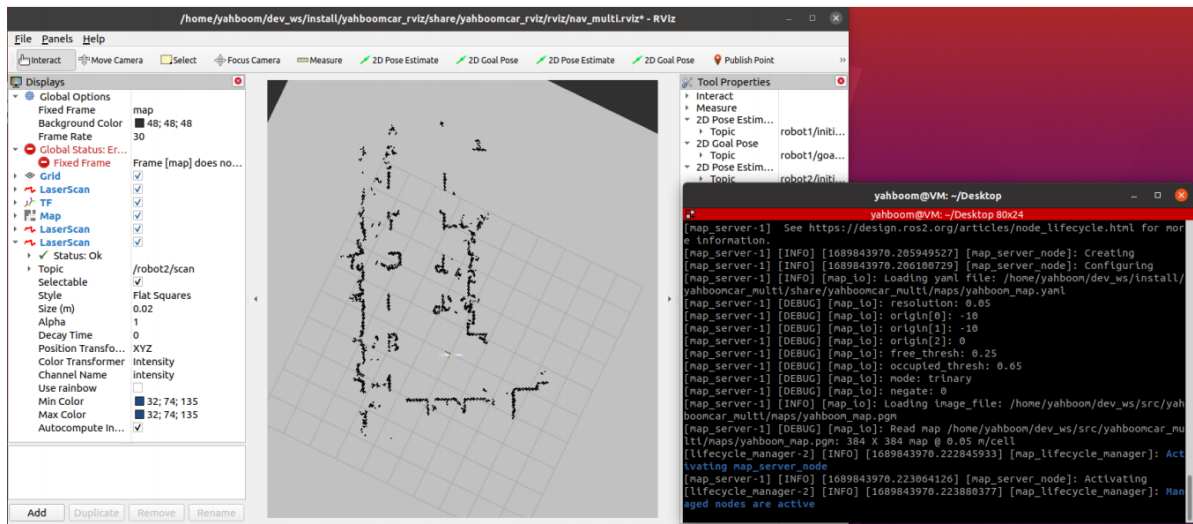 /home/yahboom/dev_ws/install/yahboomcar_rviz/share/yahboomcar_rviz/rviz/nav_multi.rviz* - RViz
File Panels Help
Interact Move Camera Select Focus Camera Measure 2D Pose Estimate 2D Goal Pose 2D Pose Estimate 2D Goal Pose Publish Point »
Displays
Global Options
Fixed Frame map
Background Color 48; 48; 48
Frame Rate 30
Global Status: Er...
Fixed Frame Frame [map] does no...
Grid
LaserScan
TF
Map
LaserScan
LaserScan
Status: Ok
Topic /robot2/scan
Selectable
Style Flat Squares
Size (m) 0.02
Alpha 1
Decay Time 0
Position Transfo... XYZ
Color Transformer Intensity
Channel Name intensity
Use rainbow
Min Color 32; 74; 135
Max Color 32; 74; 135
Autocompute In...
Add Duplicate Remove Rename
Tool Properties
Interact
Measure
2D Pose Estim...
Topic robot1/initi...
2D Goal Pose
Topic robot1/goa...
2D Pose Estim...
Topic robot2/initi...
yahboom@VM: ~/Desktop
yahboom@VM: ~/Desktop 80x24
[map_server-1] See https://design.ros2.org/articles/node_lifecycle.html for mor
e information.
[map_server-1] [INFO] [1689843970.205949527] [map_server_node]: Creating
[map_server-1] [INFO] [1689843970.206100729] [map_server_node]: Configuring
[map_server-1] [INFO] [map_io]: Loading yaml file: /home/yahboom/dev_ws/install/
yahboomcar_multi/share/yahboomcar_multi/maps/yahboom_map.yaml
[map_server-1] [DEBUG] [map_io]: resolution: 0.05
[map_server-1] [DEBUG] [map_io]: origin[0]: -10
[map_server-1] [DEBUG] [map_io]: origin[1]: -10
[map_server-1] [DEBUG] [map_io]: origin[2]: 0
[map_server-1] [DEBUG] [map_io]: free_thresh: 0.25
[map_server-1] [DEBUG] [map_io]: occupied_thresh: 0.65
[map_server-1] [DEBUG] [map_io]: mode: trinary
[map_server-1] [DEBUG] [map_io]: negate: 0
[map_server-1] [INFO] [map_io]: Loading image_file: /home/yahboom/dev_ws/src/yah
boomcar_multi/maps/yahboom_map.pgm
[map_server-1] [DEBUG] [map_io]: Read map /home/yahboom/dev_ws/src/yahboomcar_mu
lti/maps/yahboom_map.pgm: 384 X 384 map @ 0.05 m/cell
[lifecycle_manager-2] [INFO] [1689843970.222845933] [map_lifecycle_manager]: Act
ivating map_server_node
[map_server-1] [INFO] [1689843970.223064126] [map_server_node]: Activating
[lifecycle_manager-2] [INFO] [1689843970.223880377] [map_lifecycle_manager]: Man
aged nodes are active